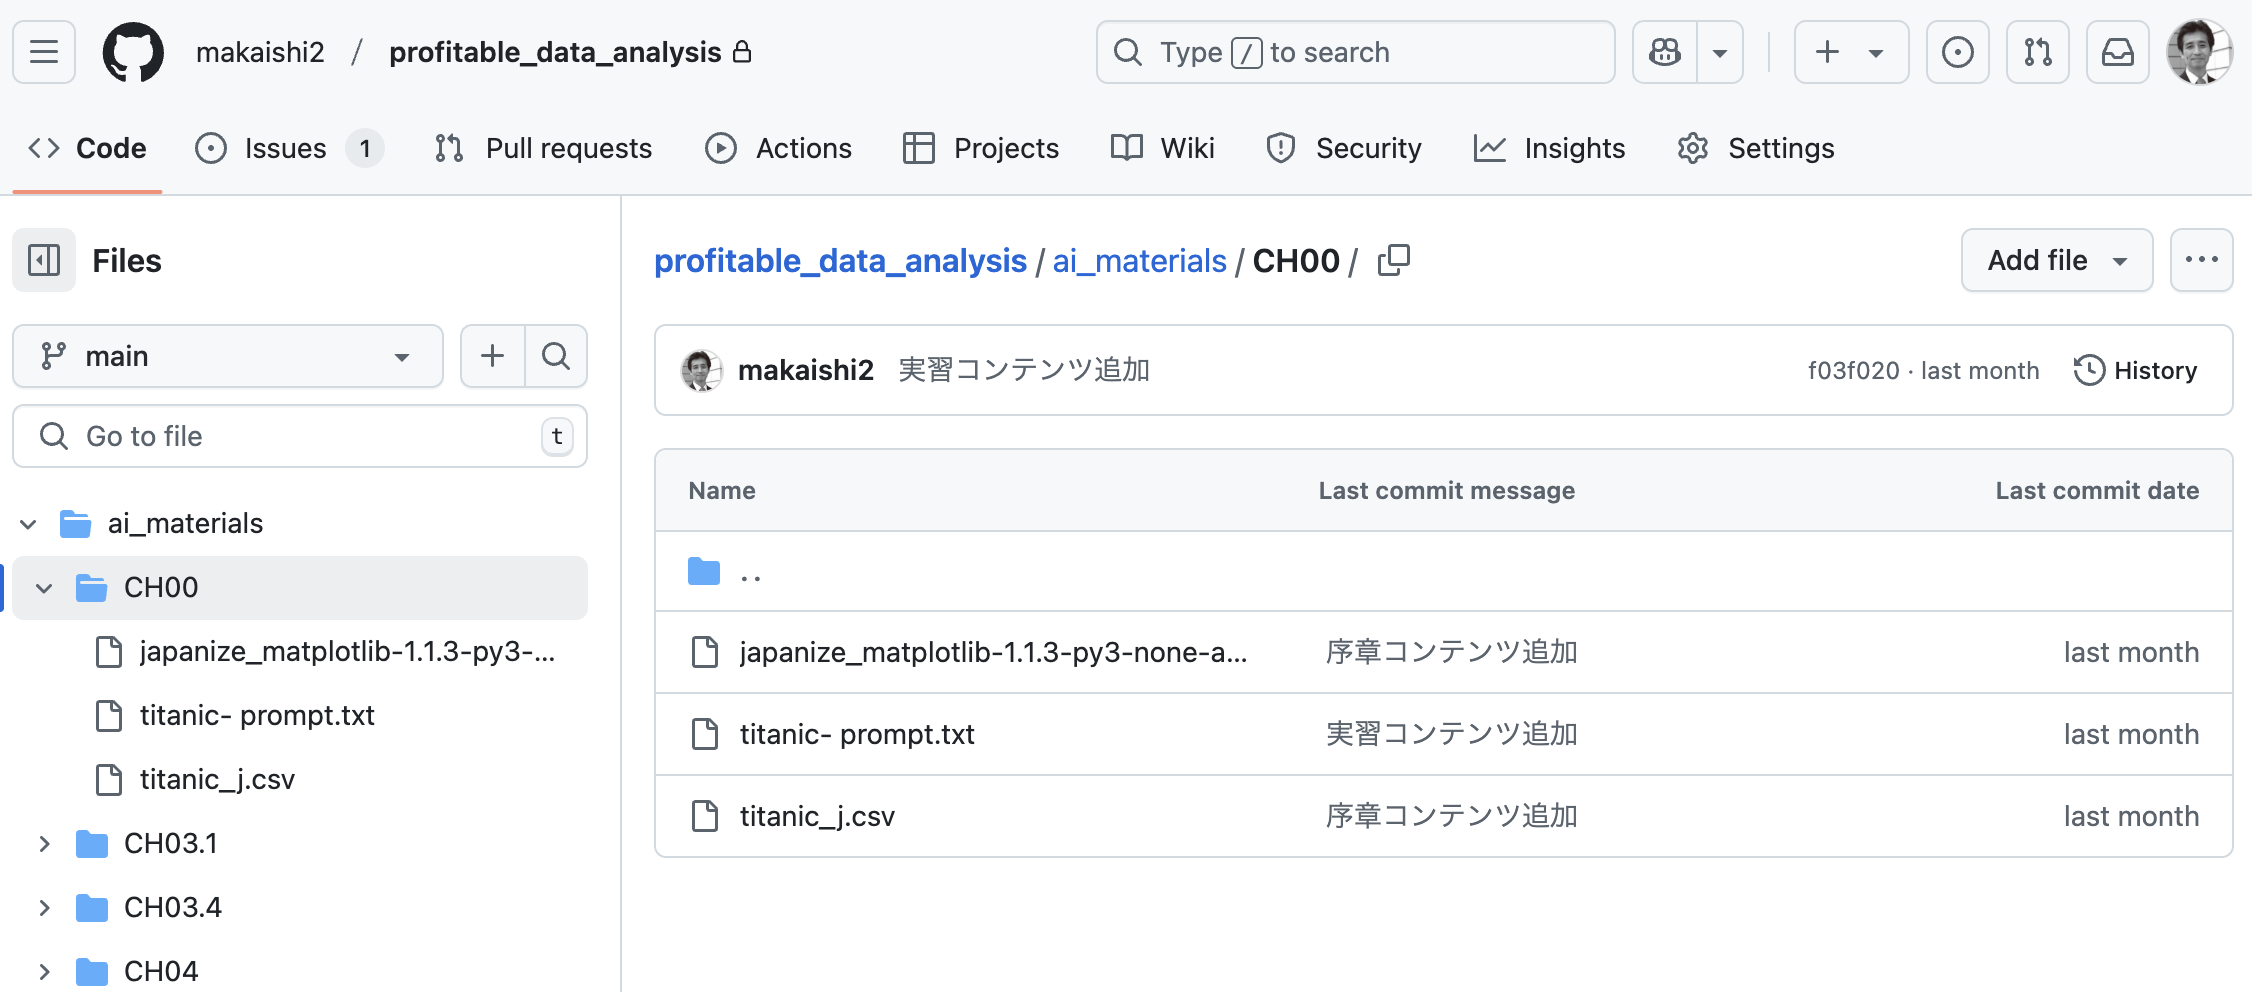 makaishi2 / profitable_data_analysis
Type / to search
Code
Issues 1
Pull requests
Actions
Projects
Wiki
Security
Insights
Settings
Files
main
Go to file
t
ai_materials
CH00
japanize_matplotlib-1.1.3-py3-...
titanic- prompt.txt
titanic_j.csv
CH03.1
CH03.4
CH04
profitable_data_analysis / ai_materials / CH00 /
Add file
makaishi2 実習コンテンツ追加
f03f020 · last month
History
Name Last commit message Last commit date
..
japanize_matplotlib-1.1.3-py3-none-a... 序章コンテンツ追加 last month
titanic- prompt.txt 実習コンテンツ追加 last month
titanic_j.csv 序章コンテンツ追加 last month